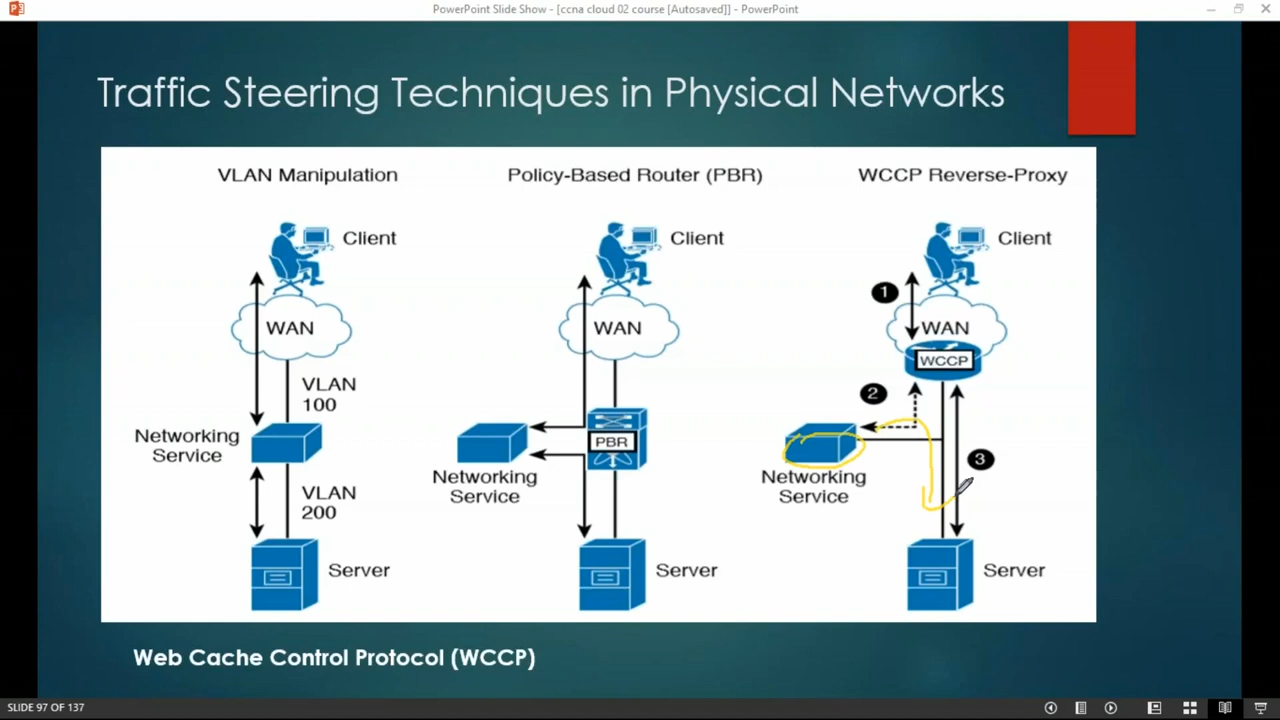 PowerPoint Slide Show - [ccna cloud 02 course [Autosaved]] - PowerPoint
Traffic Steering Techniques in Physical Networks
VLAN Manipulation
Client
WAN
VLAN
100
Networking
Service
VLAN
200
Server
Policy-Based Router (PBR)
Client
WAN
PBR
Networking
Service
Server
WCCP Reverse-Proxy
Client
1
WAN
WCCP
2
Networking
Service
3
Server
Web Cache Control Protocol (WCCP)
SLIDE 97 OF 137